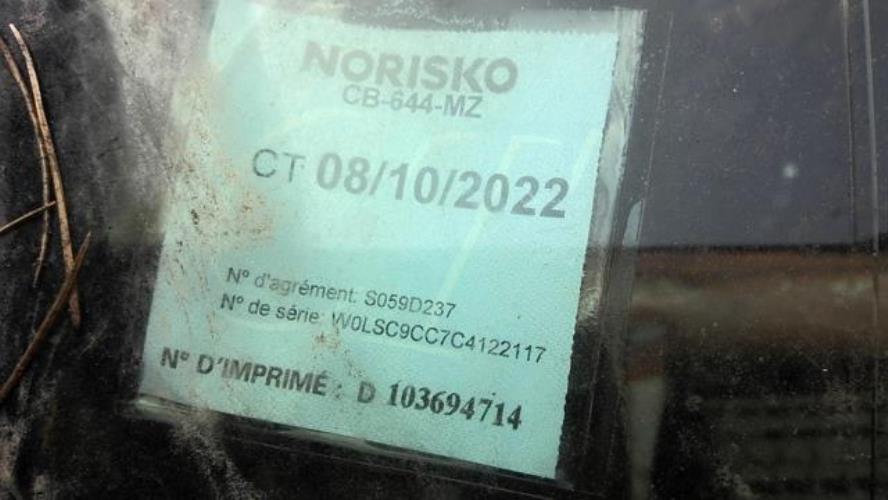 NORISKO
CB-644-MZ
CT 08/10/2022
N° d'agrément: S059D237
N° de série: W0LSC9CC7C4122117
N° D'IMPRIMÉ : D 103694714